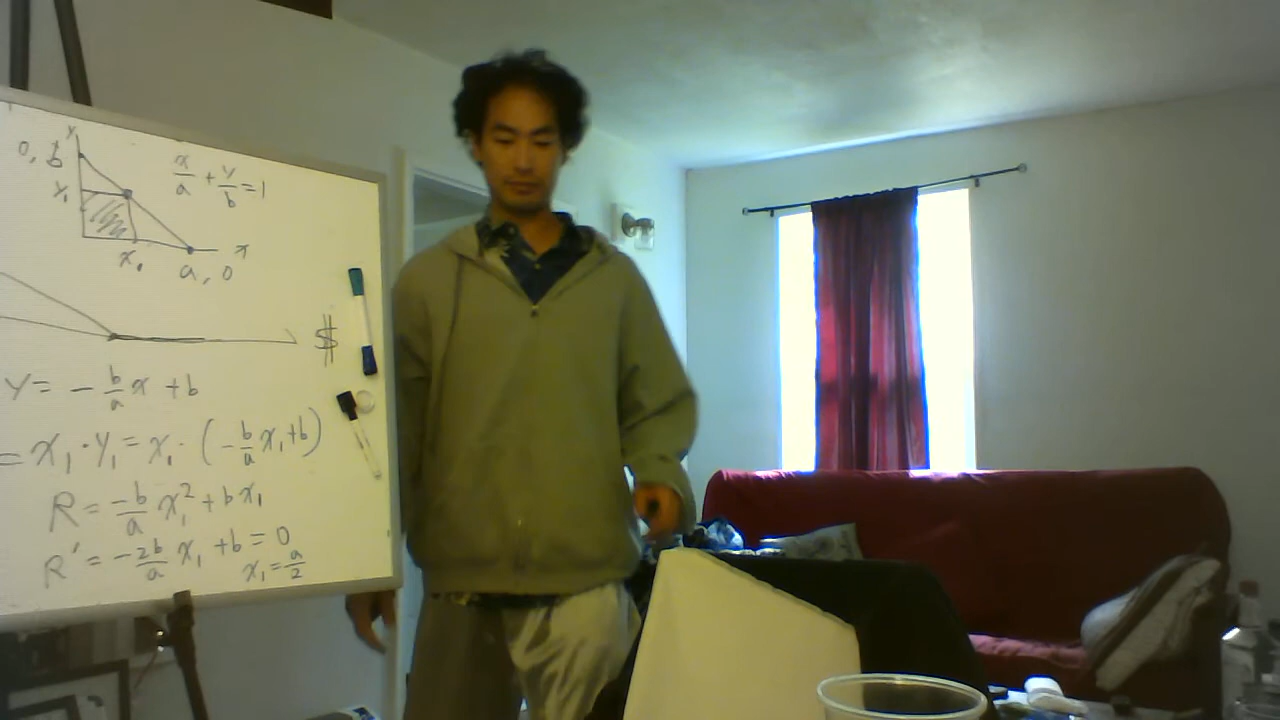 y
0, b
x/a + y/b = 1
y₁
x
x₁
a, 0
$
y = - b/a x + b
= x₁ · y₁ = x₁ · (- b/a x₁ + b)
R = -b/a x₁² + b x₁
R' = -2b/a x₁ + b = 0
x₁ = a/2